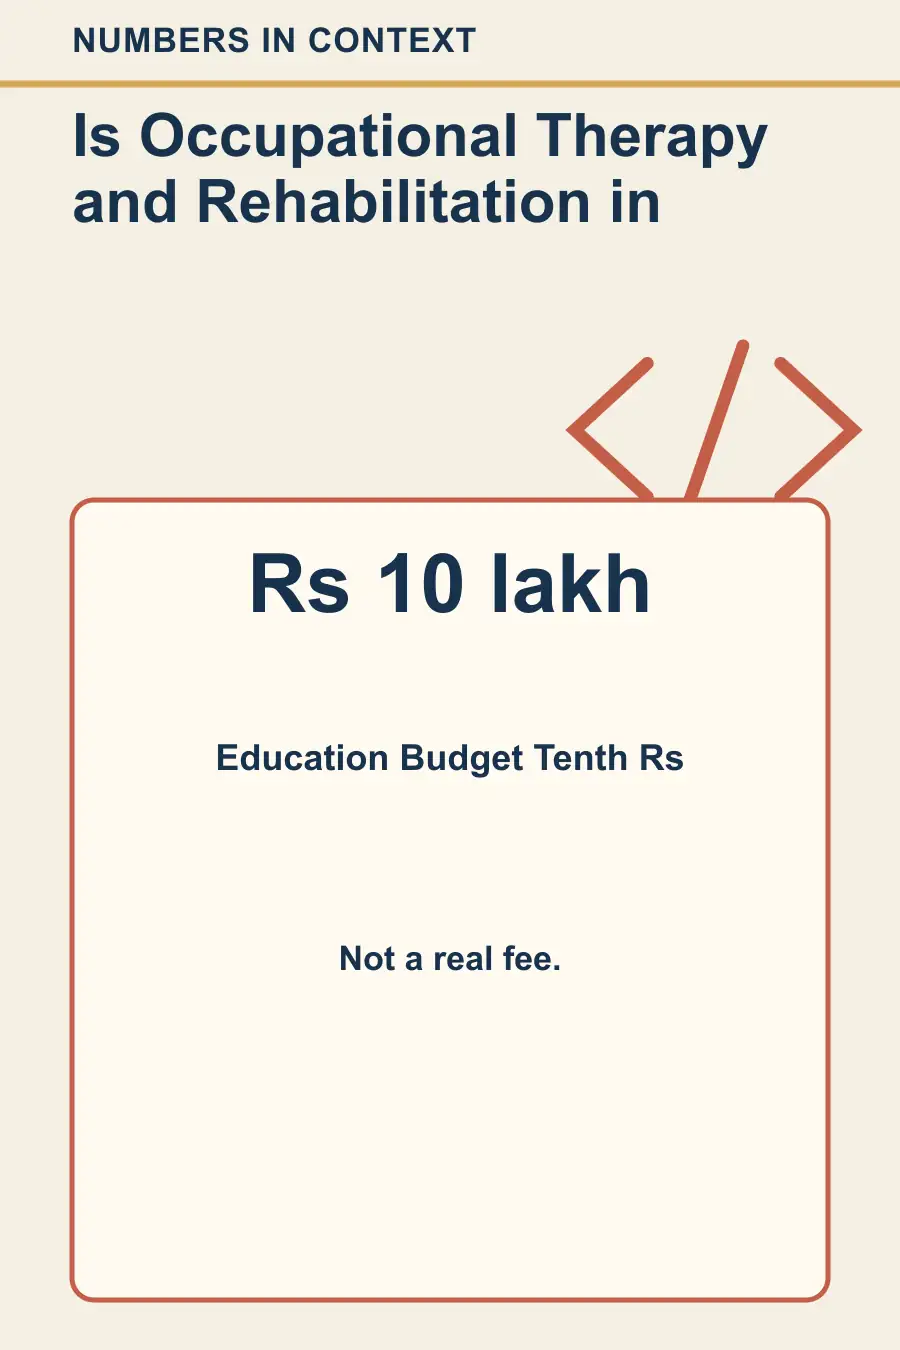 NUMBERS IN CONTEXT
Is Occupational Therapy
and Rehabilitation in
Rs 10 lakh
Education Budget Tenth Rs
Not a real fee.